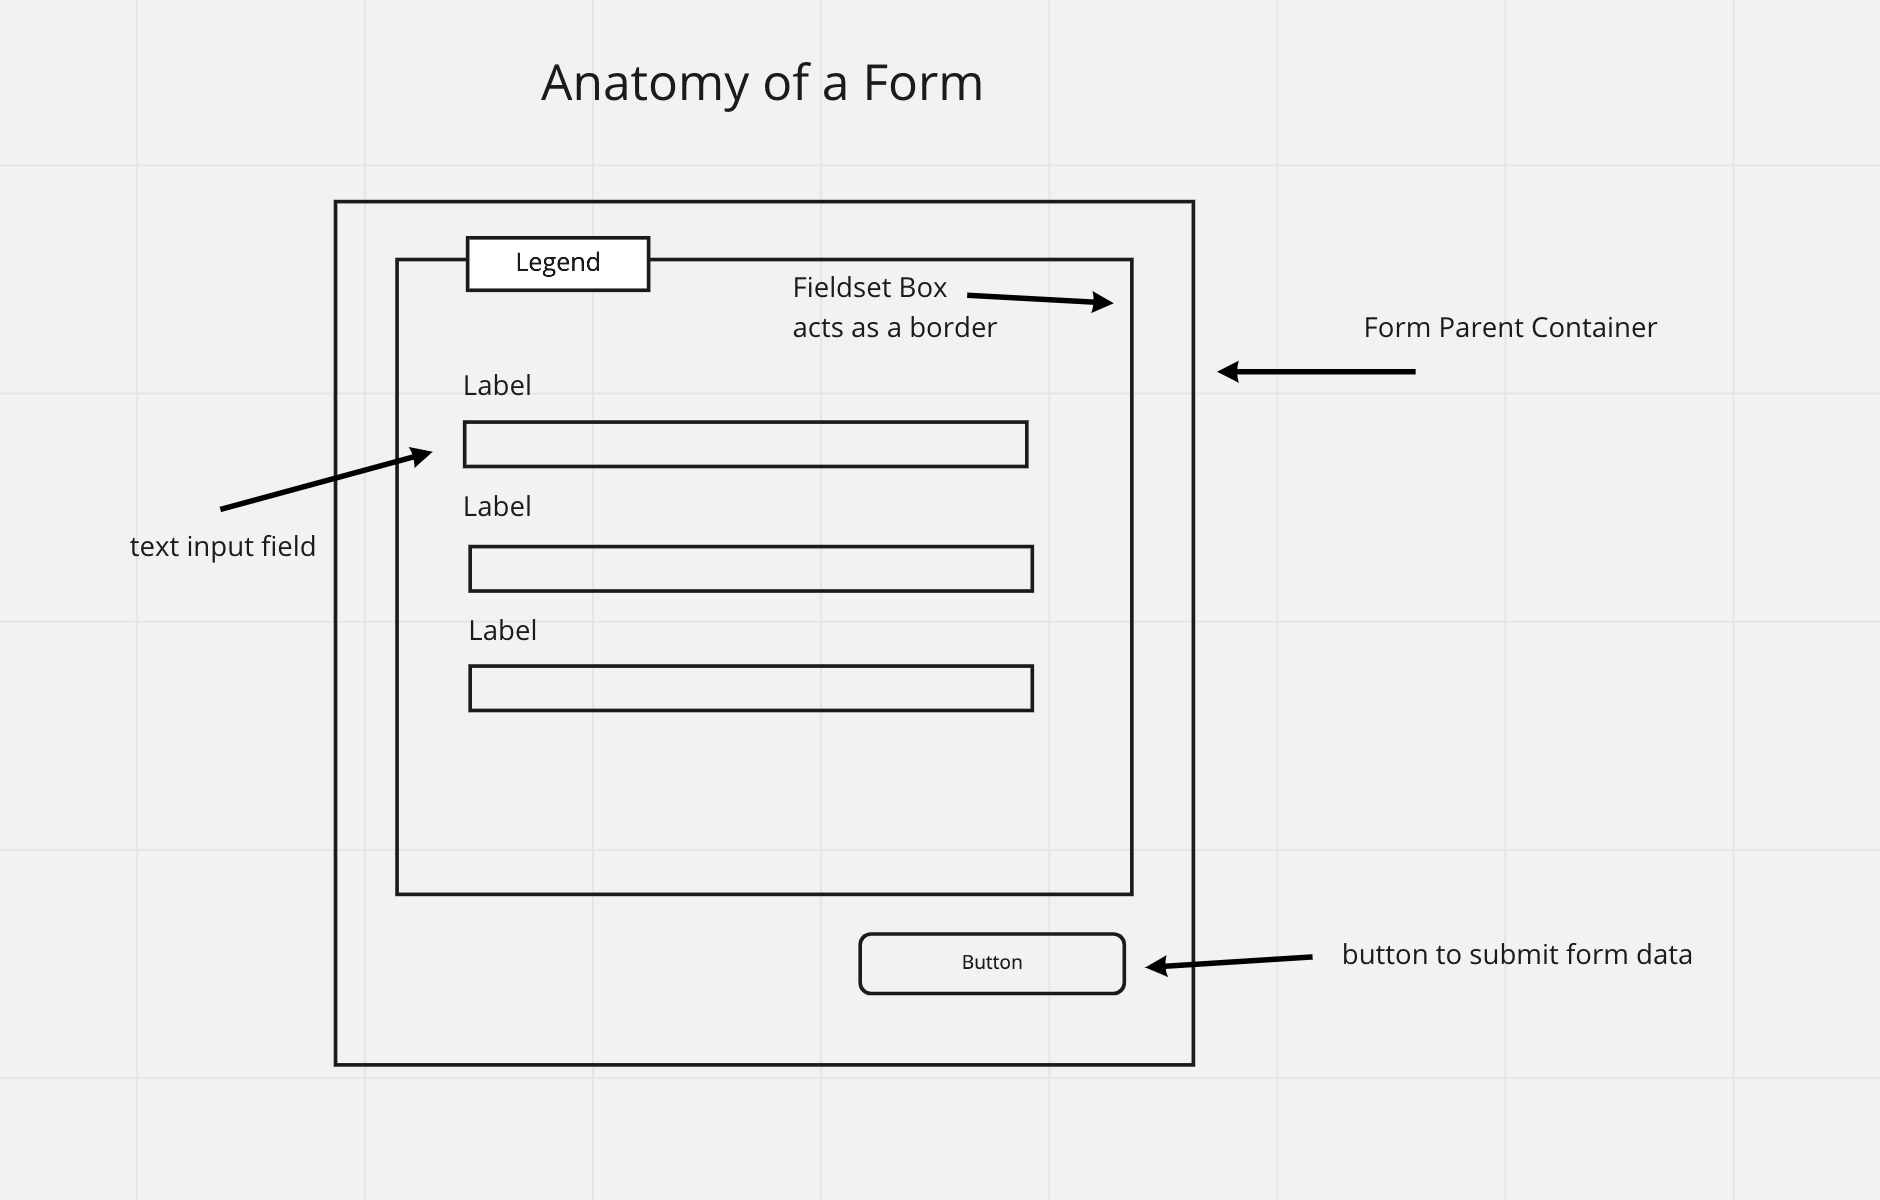 Anatomy of a Form
Legend
Fieldset Box
acts as a border
Form Parent Container
Label
Label
text input field
Label
Button
button to submit form data